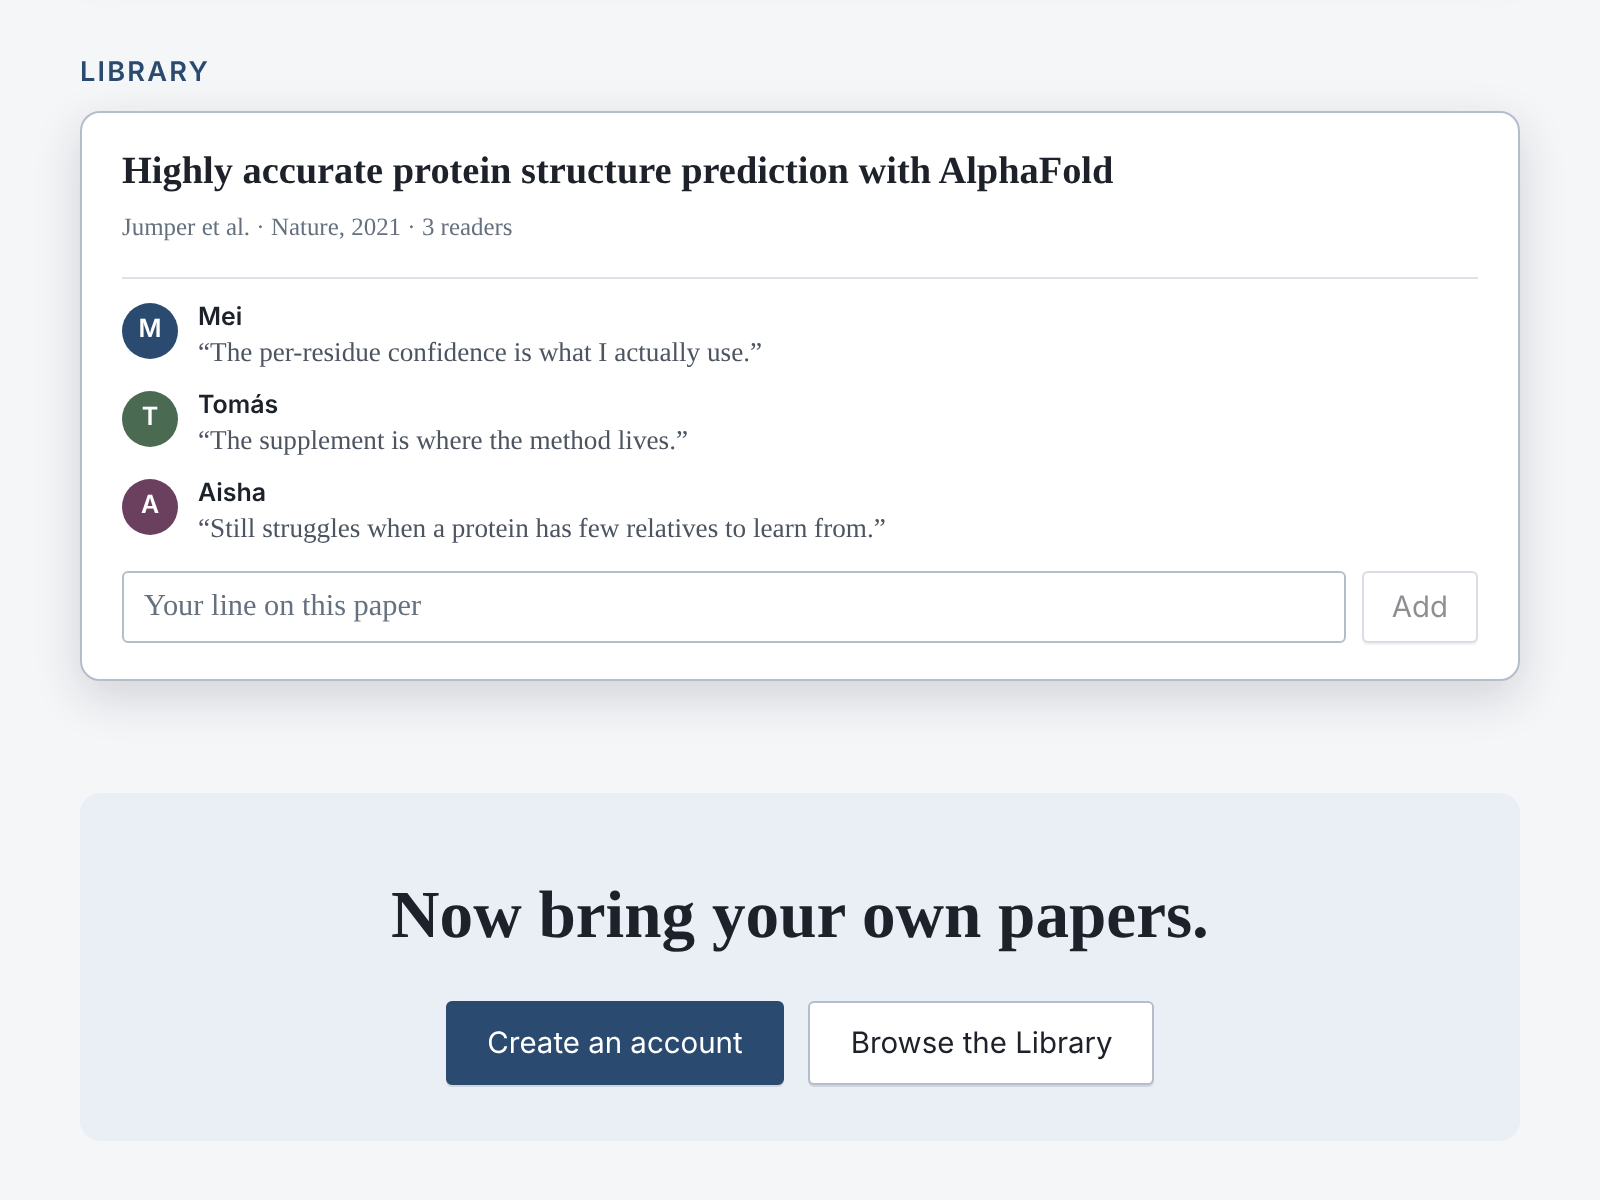 LIBRARY
Highly accurate protein structure prediction with AlphaFold
Jumper et al. · Nature, 2021 · 3 readers
M
Mei
“The per-residue confidence is what I actually use.”
T
Tomás
“The supplement is where the method lives.”
A
Aisha
“Still struggles when a protein has few relatives to learn from.”
Your line on this paper
Add
Now bring your own papers.
Create an account
Browse the Library